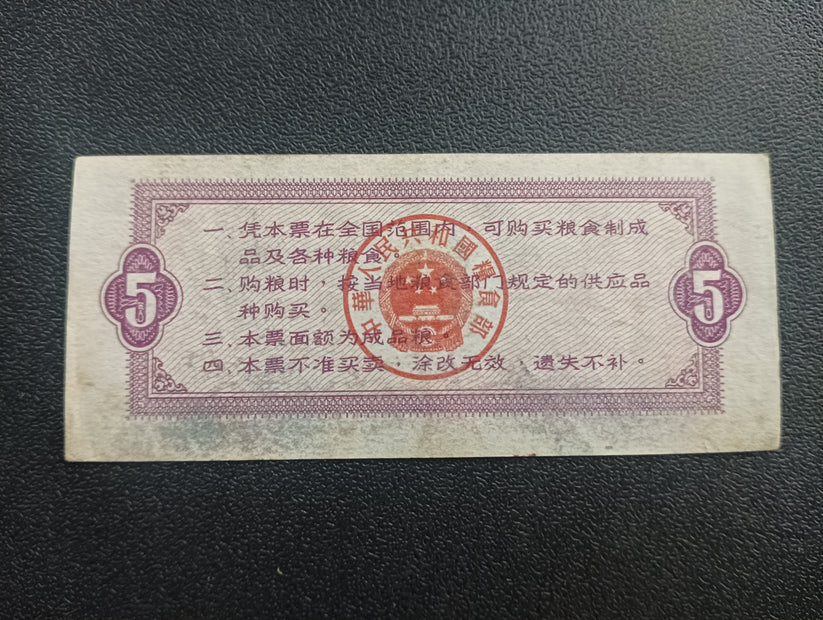 一、凭本票在全国范围内，可购买粮食制成
品及各种粮食。
二、购粮时，按当地粮食部门规定的供应品
种购买。
三、本票面额为成品粮。
四、本票不准买卖，涂改无效，遗失不补。
5
5
中華人民共和國糧食部